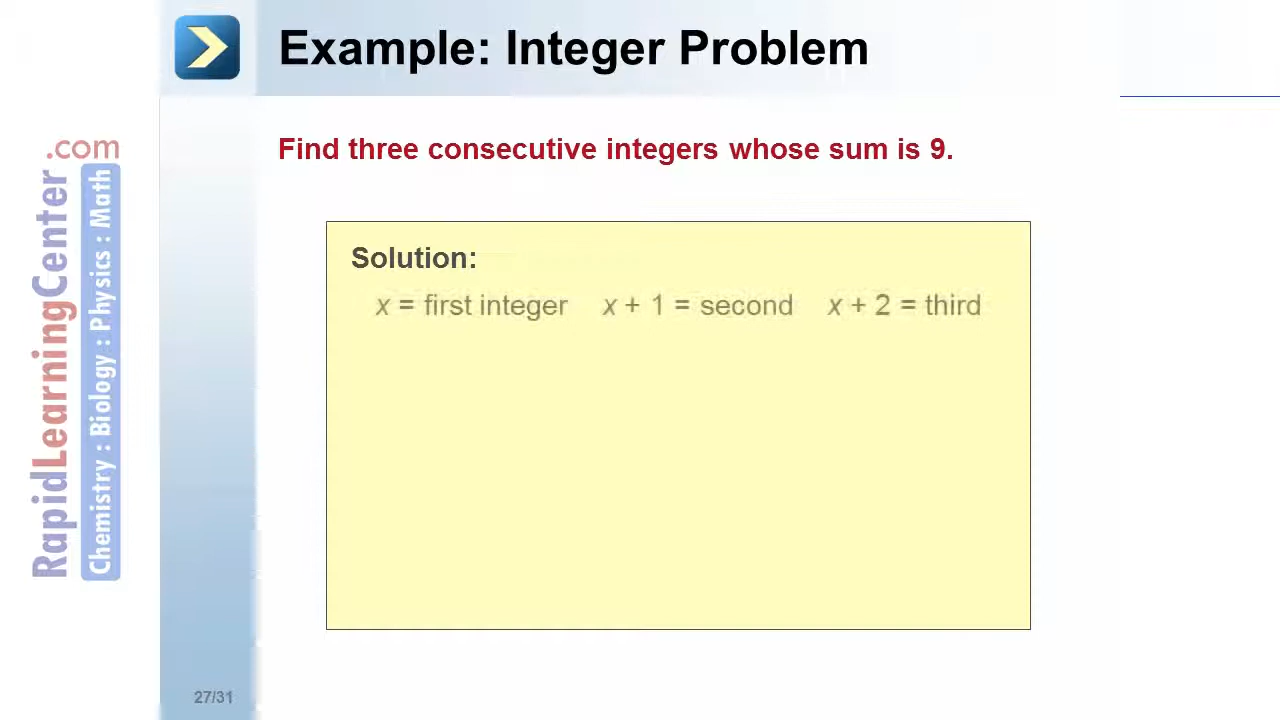 Example: Integer Problem
Find three consecutive integers whose sum is 9.
Solution:
x = first integer x + 1 = second x + 2 = third
RapidLearningCenter.com
Chemistry : Biology : Physics : Math
27/31